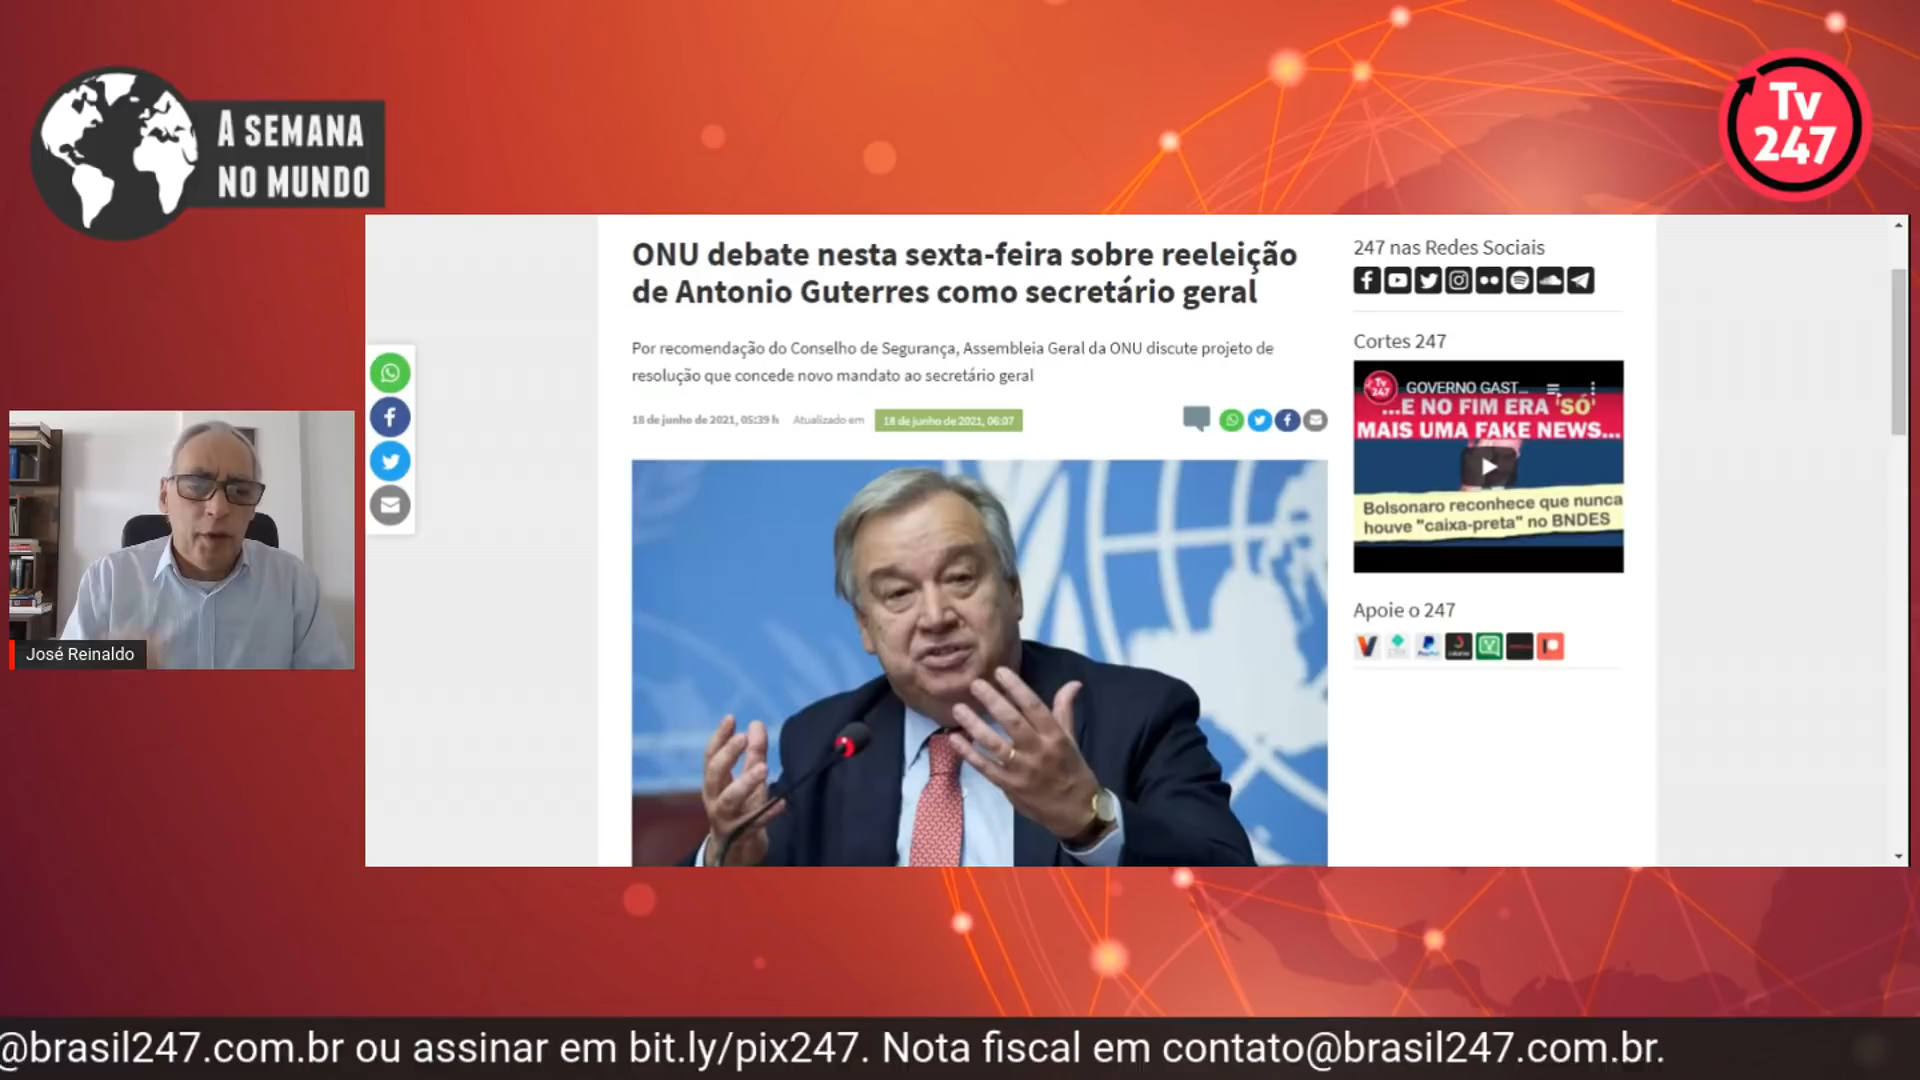 A SEMANA
NO MUNDO
Tv
247
ONU debate nesta sexta-feira sobre reeleição
de Antonio Guterres como secretário geral
Por recomendação do Conselho de Segurança, Assembleia Geral da ONU discute projeto de
resolução que concede novo mandato ao secretário geral
18 de junho de 2021, 05:39 h Atualizado em 18 de junho de 2021, 06:07
247 nas Redes Sociais
Cortes 247
Tv
247
GOVERNO GAST...
...E NO FIM ERA 'SÓ'
MAIS UMA FAKE NEWS...
Bolsonaro reconhece que nunca
houve "caixa-preta" no BNDES
Apoie o 247
PayPal
José Reinaldo
@brasil247.com.br ou assinar em bit.ly/pix247. Nota fiscal em contato@brasil247.com.br.